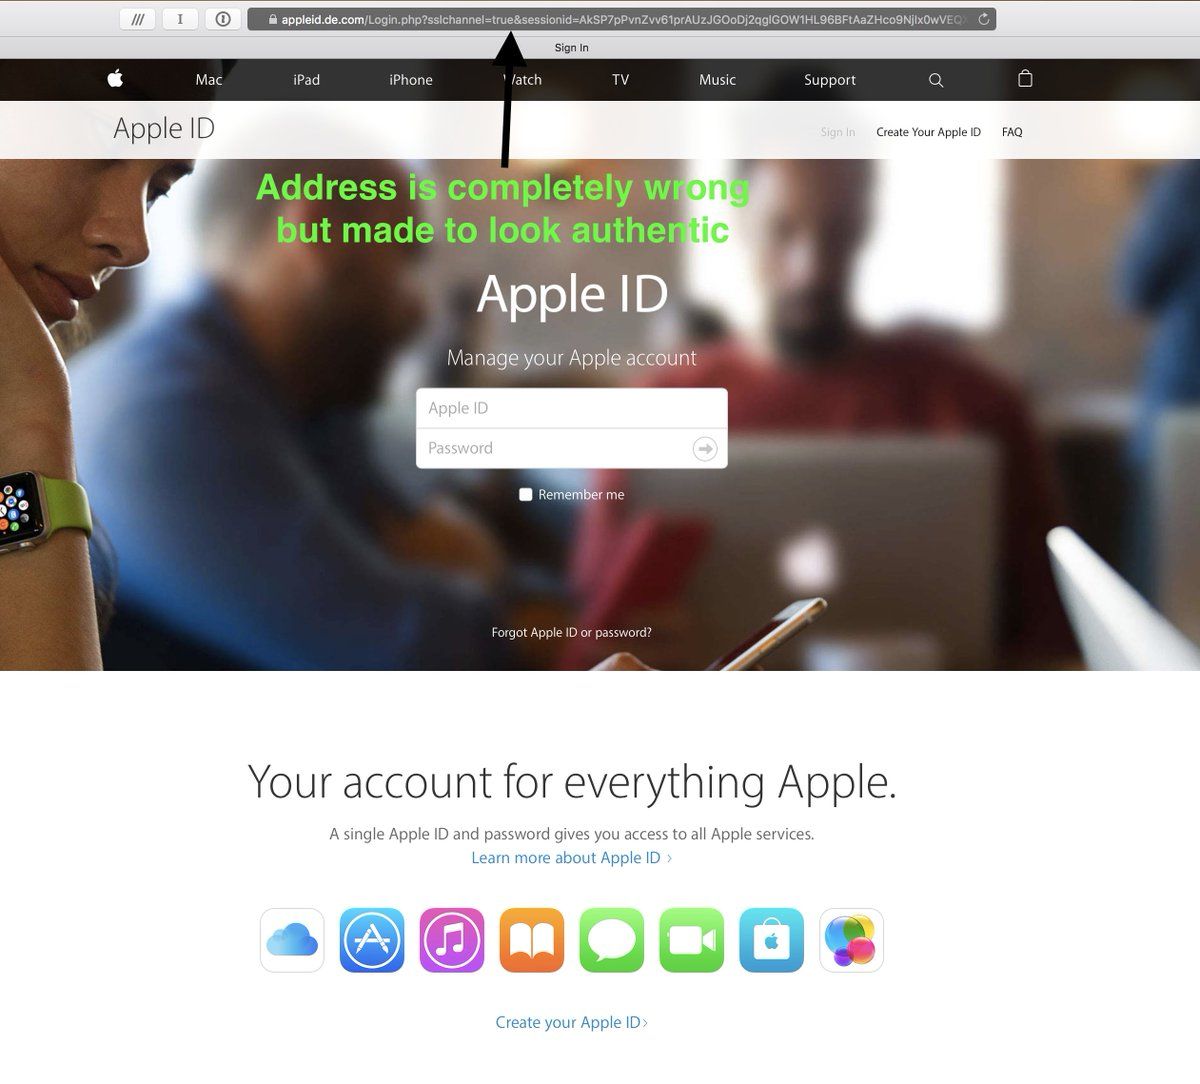 appleid.de.com/Login.php?sslchannel=true&sessionid=AkSP7pPvnZvv61prAUzJGOoDj2qglGOW1HL96BFtAaZHco9Njlx0wVEQ
Sign In
Mac iPad iPhone Watch TV Music Support
Apple ID
Sign In Create Your Apple ID FAQ
Address is completely wrong
but made to look authentic
Apple ID
Manage your Apple account
Apple ID
Password
Remember me
Forgot Apple ID or password?
Your account for everything Apple.
A single Apple ID and password gives you access to all Apple services.
Learn more about Apple ID ›
Create your Apple ID›